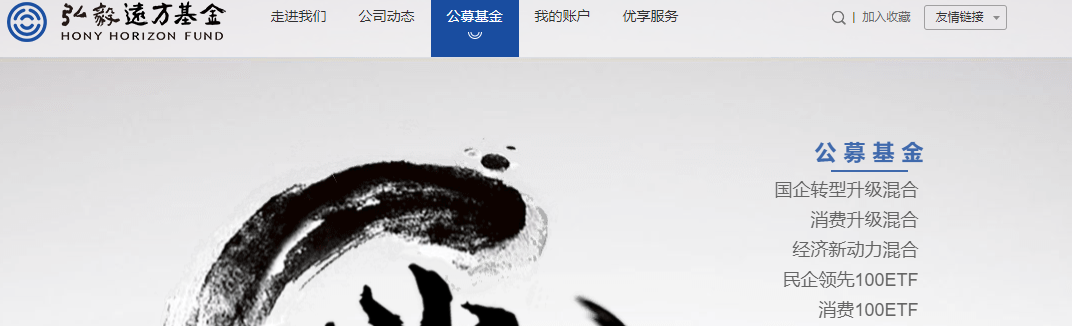 弘毅远方基金
HONY HORIZON FUND
走进我们 公司动态 公募基金 我的账户 优享服务
加入收藏 友情链接
公募基金
国企转型升级混合
消费升级混合
经济新动力混合
民企领先100ETF
消费100ETF